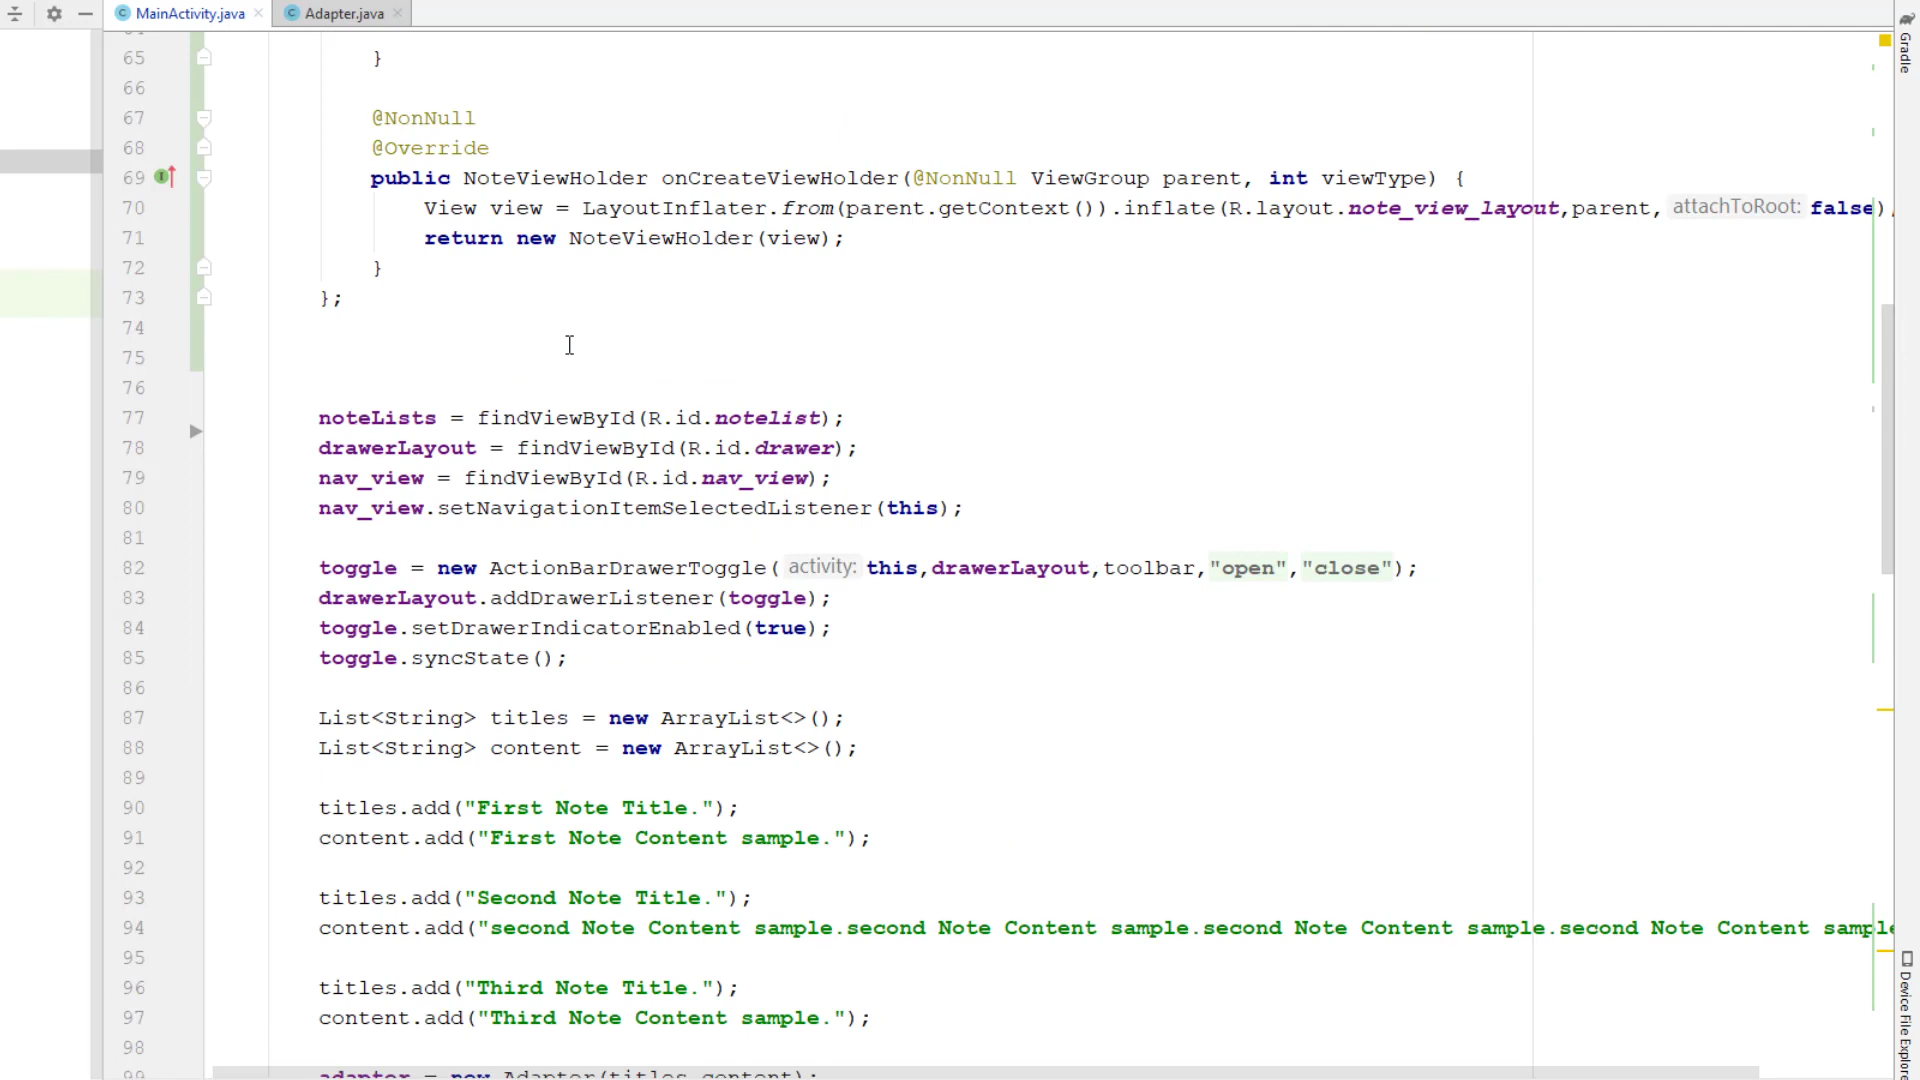 MainActivity.java
Adapter.java
65 }
66
67 @NonNull
68 @Override
69 public NoteViewHolder onCreateViewHolder(@NonNull ViewGroup parent, int viewType) {
70 View view = LayoutInflater.from(parent.getContext()).inflate(R.layout.note_view_layout,parent, attachToRoot: false)
71 return new NoteViewHolder(view);
72 }
73 };
74
75
76
77 noteLists = findViewById(R.id.notelist);
78 drawerLayout = findViewById(R.id.drawer);
79 nav_view = findViewById(R.id.nav_view);
80 nav_view.setNavigationItemSelectedListener(this);
81
82 toggle = new ActionBarDrawerToggle( activity: this,drawerLayout,toolbar,"open","close");
83 drawerLayout.addDrawerListener(toggle);
84 toggle.setDrawerIndicatorEnabled(true);
85 toggle.syncState();
86
87 List<String> titles = new ArrayList<>();
88 List<String> content = new ArrayList<>();
89
90 titles.add("First Note Title.");
91 content.add("First Note Content sample.");
92
93 titles.add("Second Note Title.");
94 content.add("second Note Content sample.second Note Content sample.second Note Content sample.second Note Content sample
95
96 titles.add("Third Note Title.");
97 content.add("Third Note Content sample.");
98
99 adapter = new Adapter(titles,content);
Gradle
Device File Explorer